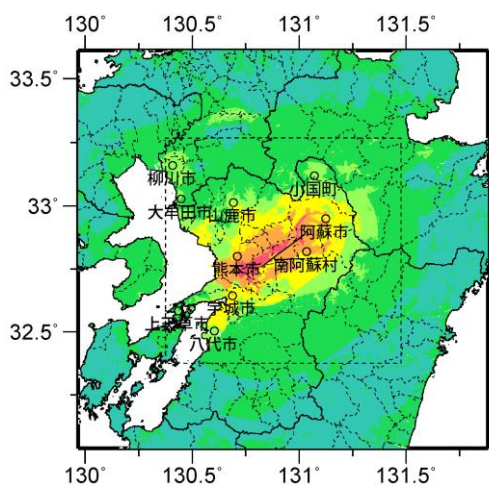 130゜ 130.5゜ 131゜ 131.5゜
33.5゜
33゜
32.5゜
柳川市
小国町
大牟田市
山鹿市
阿蘇市
熊本市
南阿蘇村
宇城市
上天草市
八代市
130゜ 130.5゜ 131゜ 131.5゜